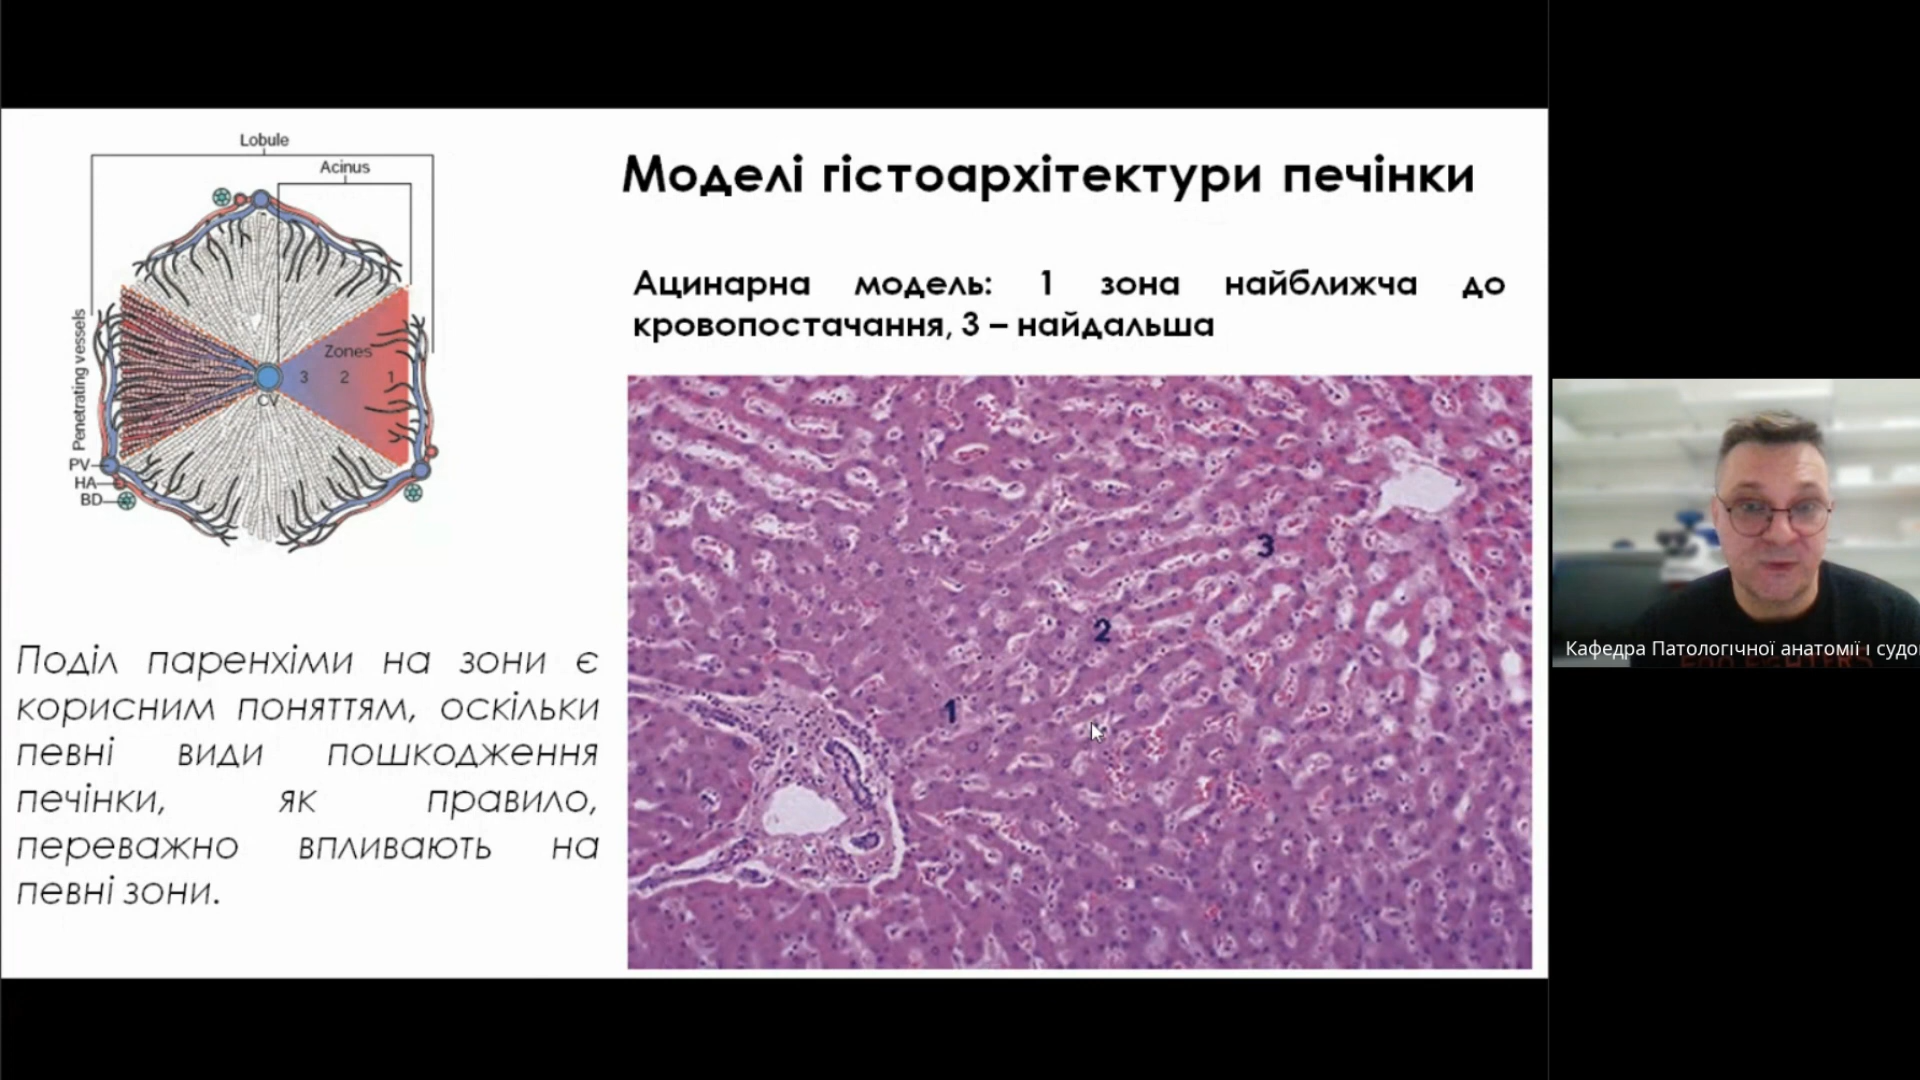 Lobule
Acinus
Penetrating vessels
Zones
3 2 1
CV
PV
HA
BD
Моделі гістоархітектури печінки
Ацинарна модель: 1 зона найближча до
кровопостачання, 3 – найдальша
Поділ паренхіми на зони є
корисним поняттям, оскільки
певні види пошкодження
печінки, як правило,
переважно впливають на
певні зони.
3
2
1
Кафедра Патологічної анатомії і судо
FOO FIGHTERS